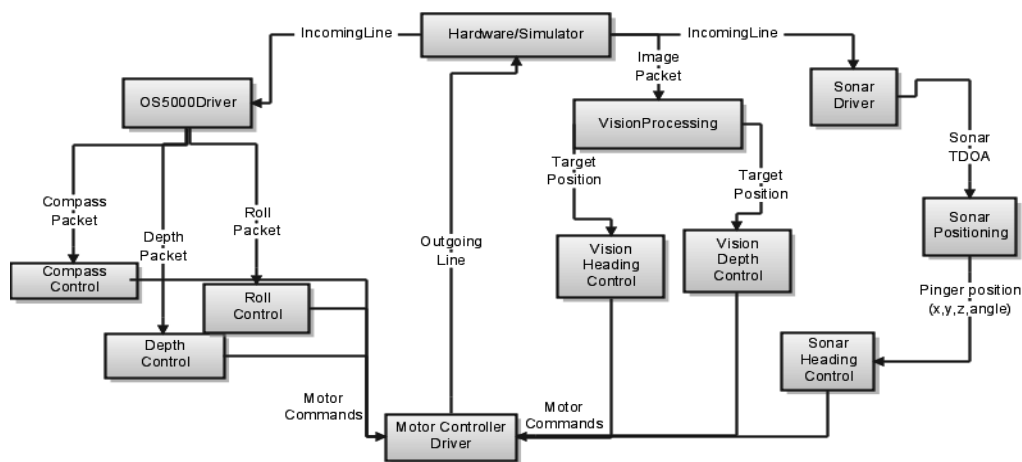 IncomingLine
Hardware/Simulator
IncomingLine
Image
Packet
OS5000Driver
VisionProcessing
Sonar
Driver
Sonar
TDOA
Target
Position
Target
Position
Compass
Packet
Roll
Packet
Depth
Packet
Outgoing
Line
Vision
Heading
Control
Vision
Depth
Control
Sonar
Positioning
Compass
Control
Roll
Control
Depth
Control
Pinger position
(x,y,z,angle)
Sonar
Heading
Control
Motor
Commands
Motor Controller
Driver
Motor
Commands